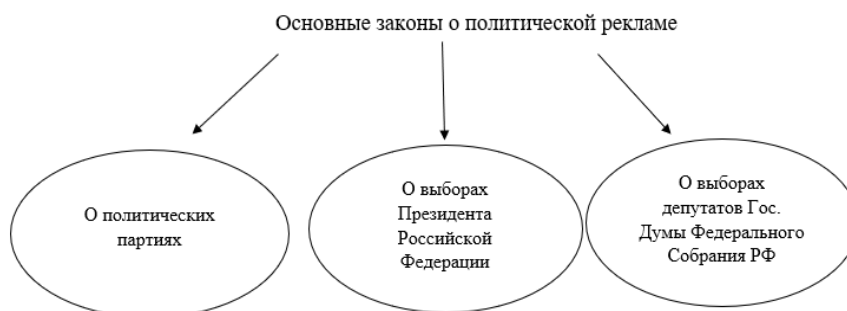 Основные законы о политической рекламе
О политических
партиях
О выборах
Президента
Российской
Федерации
О выборах
депутатов Гос.
Думы Федерального
Собрания РФ